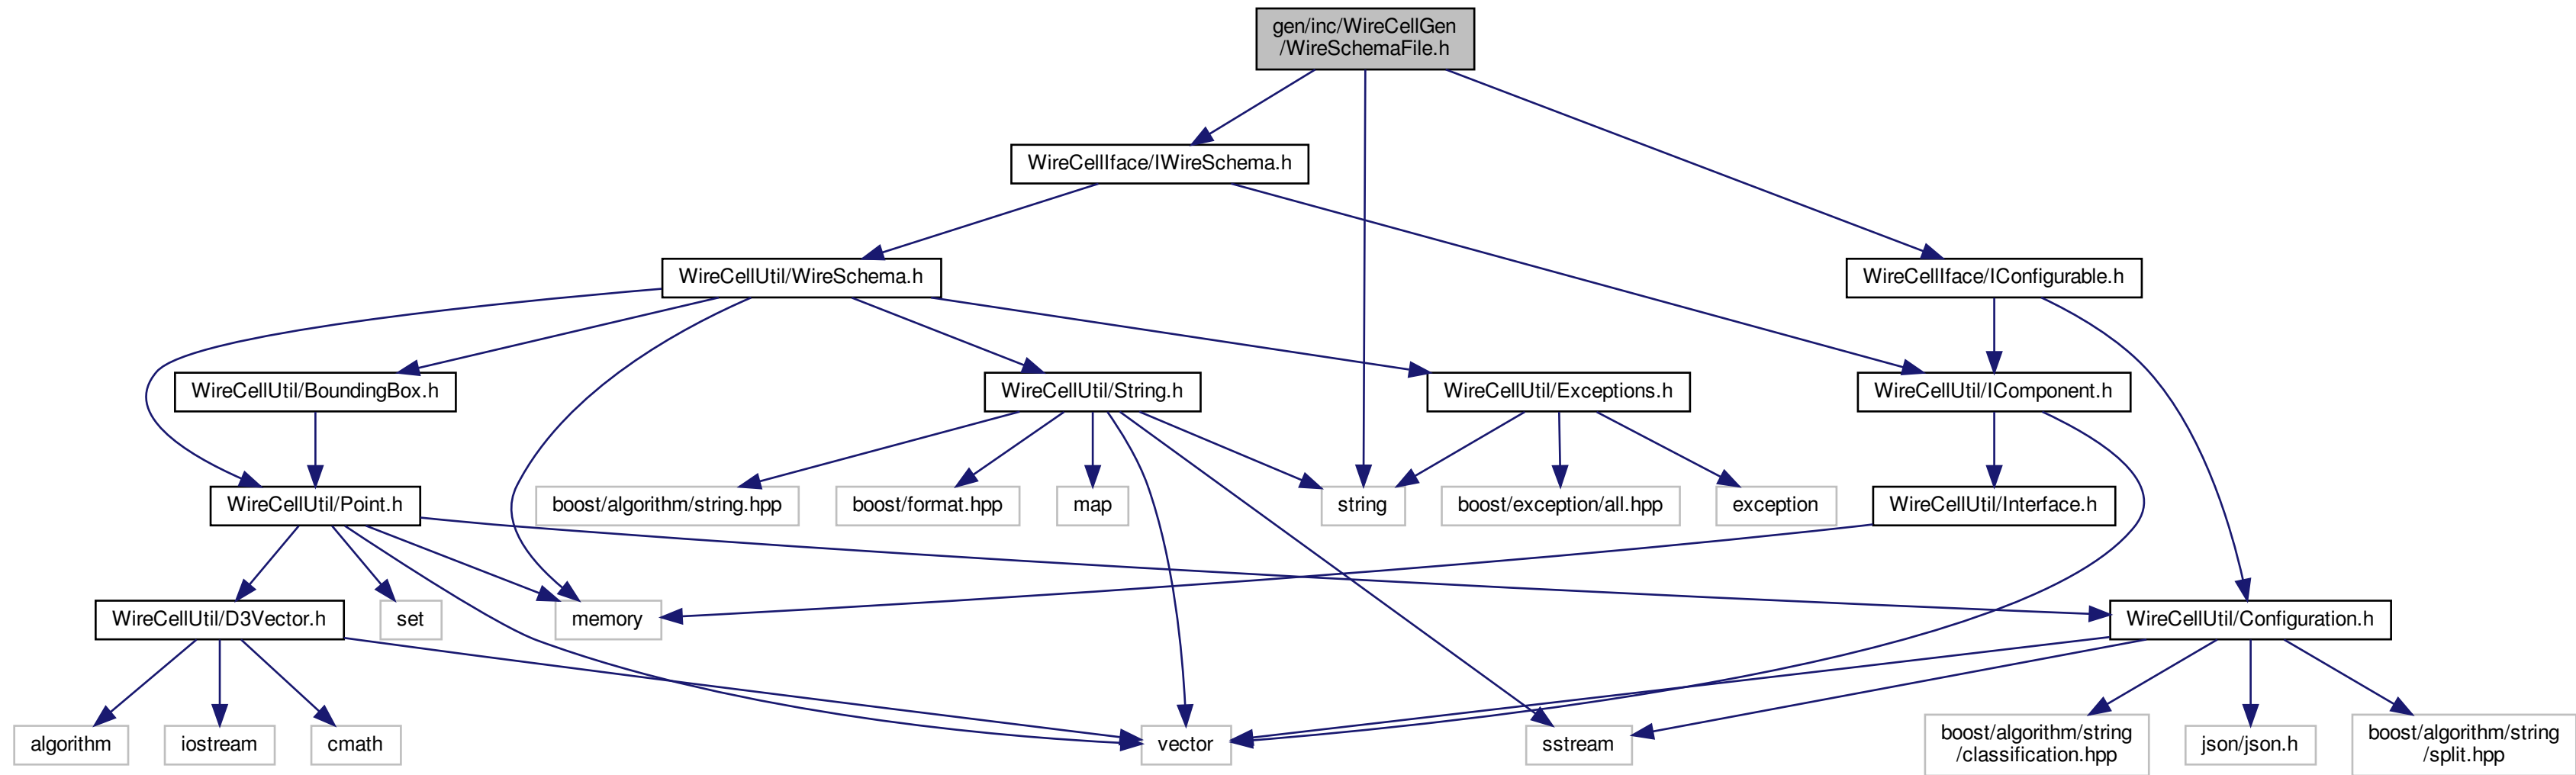 gen/inc/WireCellGen
/WireSchemaFile.h
WireCellIface/IWireSchema.h
WireCellUtil/WireSchema.h
WireCellIface/IConfigurable.h
WireCellUtil/BoundingBox.h
WireCellUtil/String.h
WireCellUtil/Exceptions.h
WireCellUtil/IComponent.h
WireCellUtil/Point.h
boost/algorithm/string.hpp
boost/format.hpp
map
string
boost/exception/all.hpp
exception
WireCellUtil/Interface.h
WireCellUtil/D3Vector.h
set
memory
WireCellUtil/Configuration.h
algorithm
iostream
cmath
vector
sstream
boost/algorithm/string
/classification.hpp
json/json.h
boost/algorithm/string
/split.hpp